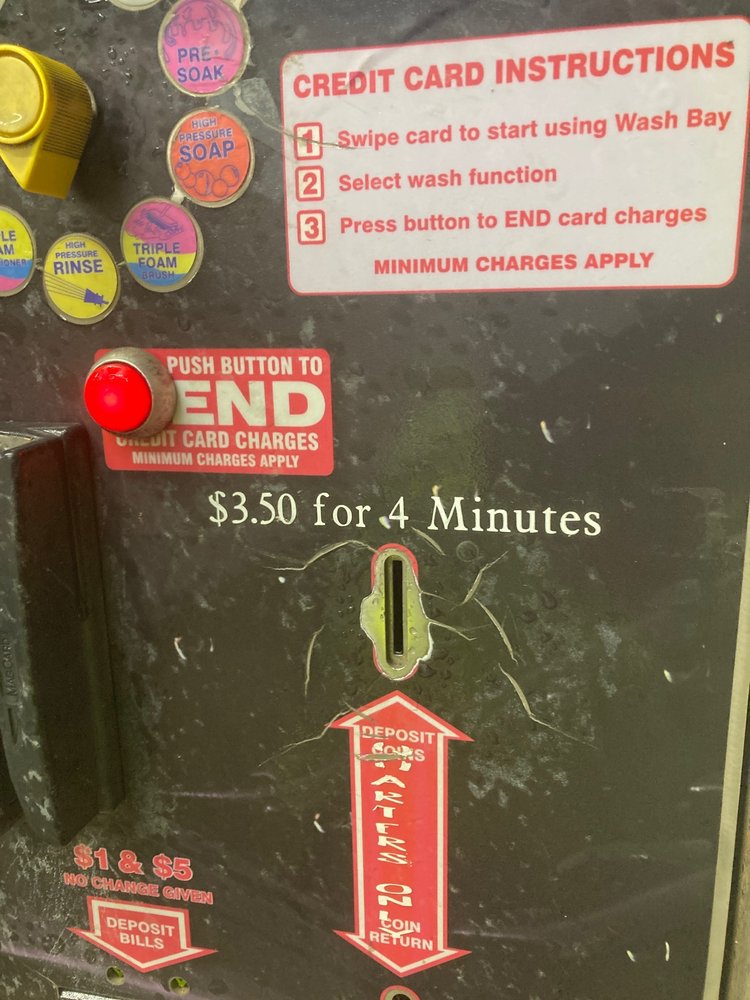 PRE-
SOAK
HIGH
PRESSURE
SOAP
TRIPLE
FOAM
BRUSH
HIGH
PRESSURE
RINSE
CREDIT CARD INSTRUCTIONS
1 Swipe card to start using Wash Bay
2 Select wash function
3 Press button to END card charges
MINIMUM CHARGES APPLY
PUSH BUTTON TO
END
CREDIT CARD CHARGES
MINIMUM CHARGES APPLY
$3.50 for 4 Minutes
DEPOSIT
COINS
QUARTERS ONLY
COIN
RETURN
$1 & $5
NO CHANGE GIVEN
DEPOSIT
BILLS